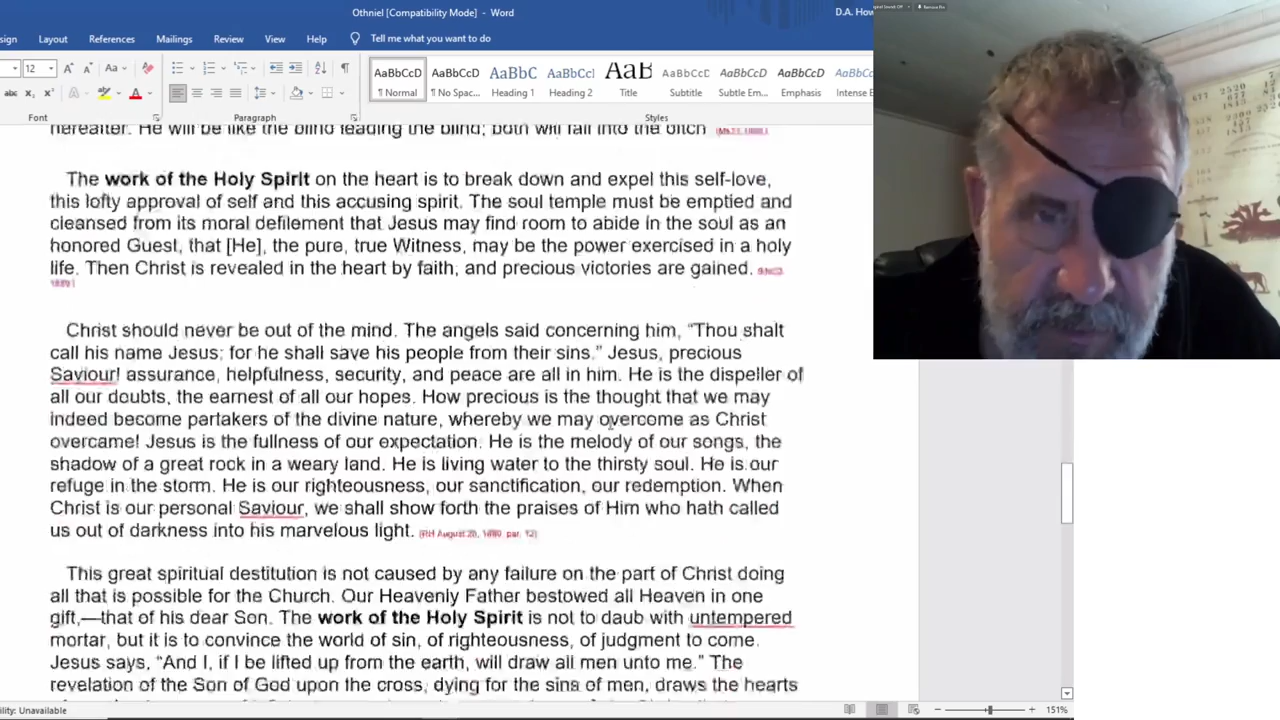 Othniel [Compatibility Mode] - Word
D.A. How
sign Layout References Mailings Review View Help Tell me what you want to do
12 Aa
AaBbCcD AaBbCcD AaBbC AaBbCcI AaB AaBbCcD AaBbCcD AaBbCcD AaBbCcD
¶ Normal ¶ No Spac... Heading 1 Heading 2 Title Subtitle Subtle Em... Emphasis Intense E
Font Paragraph Styles
hereafter. He will be like the blind leading the blind; both will fall into the ditch
The work of the Holy Spirit on the heart is to break down and expel this self-love,
this lofty approval of self and this accusing spirit. The soul temple must be emptied and
cleansed from its moral defilement that Jesus may find room to abide in the soul as an
honored Guest, that [He], the pure, true Witness, may be the power exercised in a holy
life. Then Christ is revealed in the heart by faith, and precious victories are gained.
Christ should never be out of the mind. The angels said concerning him, “Thou shalt
call his name Jesus; for he shall save his people from their sins.” Jesus, precious
Saviour! assurance, helpfulness, security, and peace are all in him. He is the dispeller of
all our doubts, the earnest of all our hopes. How precious is the thought that we may
indeed become partakers of the divine nature, whereby we may overcome as Christ
overcame! Jesus is the fullness of our expectation. He is the melody of our songs, the
shadow of a great rock in a weary land. He is living water to the thirsty soul. He is our
refuge in the storm. He is our righteousness, our sanctification, our redemption. When
Christ is our personal Saviour, we shall show forth the praises of Him who hath called
us out of darkness into his marvelous light. {RH August 20, 1889 par. 12}
This great spiritual destitution is not caused by any failure on the part of Christ doing
all that is possible for the Church. Our Heavenly Father bestowed all Heaven in one
gift,—that of his dear Son. The work of the Holy Spirit is not to daub with untempered
mortar, but it is to convince the world of sin, of righteousness, of judgment to come.
Jesus says, “And I, if I be lifted up from the earth, will draw all men unto me.” The
revelation of the Son of God upon the cross, dying for the sins of men, draws the hearts
bility: Unavailable
151%
677
1843
457
1843